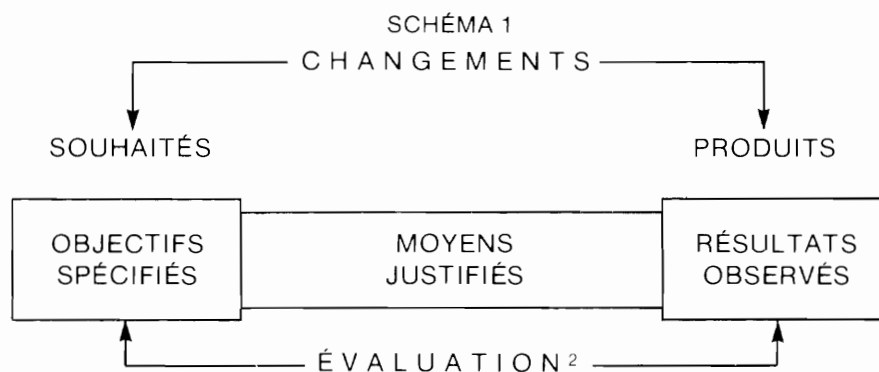 SCHÉMA 1
CHANGEMENTS
SOUHAITÉS PRODUITS
OBJECTIFS MOYENS RÉSULTATS
SPÉCIFIÉS JUSTIFIÉS OBSERVÉS
ÉVALUATION²